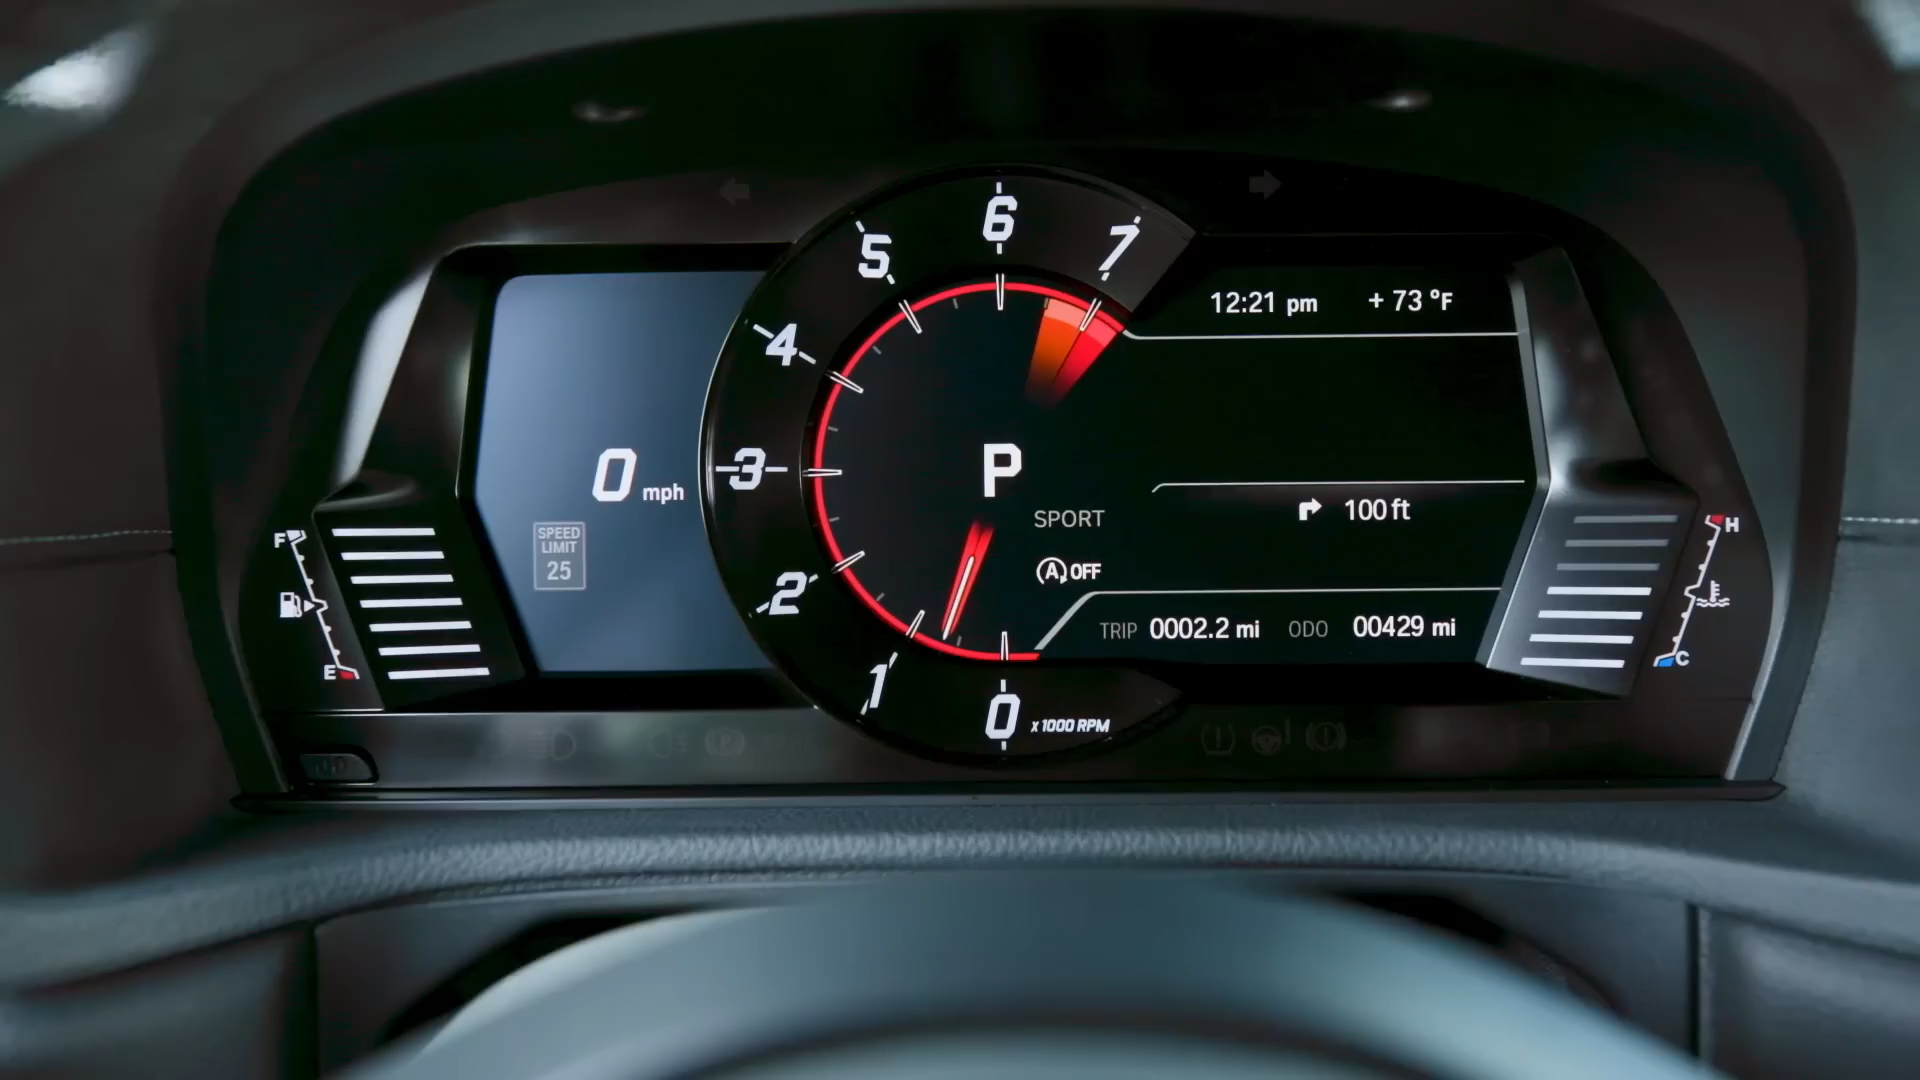 6
5
7
12:21 pm + 73 °F
4
3
0 mph
P
SPORT
100 ft
SPEED
LIMIT
25
A OFF
F
E
H
C
2
TRIP 0002.2 mi ODO 00429 mi
1
0 x 1000 RPM